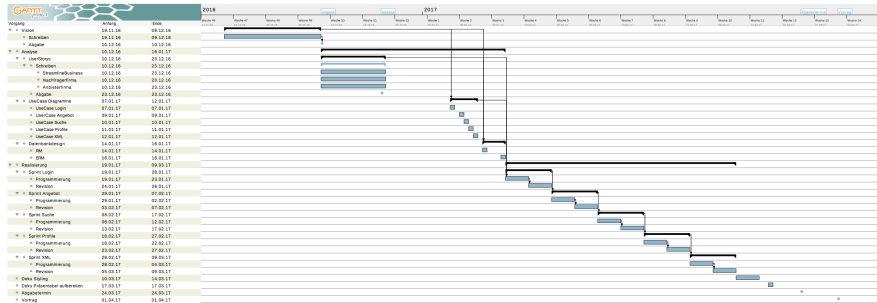 GANTT project
2016
2017
Vorgang Anfang Ende
Vision 19.11.16 09.12.16
Schreiben 19.11.16 09.12.16
Abgabe 10.12.16 10.12.16
Analyse 10.12.16 18.01.17
UserStorys 10.12.16 23.12.16
Schreiben 10.12.16 23.12.16
StreamlineBusiness 10.12.16 23.12.16
Nachfragerfirma 10.12.16 23.12.16
Anbieterfirma 10.12.16 23.12.16
Abgabe 23.12.16 23.12.16
UseCase Diagramme 07.01.17 12.01.17
UseCase Login 07.01.17 07.01.17
UserCase Angebot 09.01.17 09.01.17
UseCase Suche 10.01.17 10.01.17
UseCase Profile 11.01.17 11.01.17
UseCase XML 12.01.17 12.01.17
Datenbankdesign 14.01.17 18.01.17
RM 14.01.17 14.01.17
ERM 18.01.17 18.01.17
Realisierung 19.01.17 09.03.17
Sprint Login 19.01.17 28.01.17
Programmierung 19.01.17 23.01.17
Revision 24.01.17 28.01.17
Sprint Angebot 29.01.17 07.02.17
Programmierung 29.01.17 02.02.17
Revision 03.02.17 07.02.17
Sprint Suche 08.02.17 17.02.17
Programmierung 08.02.17 12.02.17
Revision 13.02.17 17.02.17
Sprint Profile 18.02.17 27.02.17
Programmierung 18.02.17 22.02.17
Revision 23.02.17 27.02.17
Sprint XML 28.02.17 09.03.17
Programmierung 28.02.17 04.03.17
Revision 05.03.17 09.03.17
Doku Styling 10.03.17 14.03.17
Doku Präsentabel aufbereiten 17.03.17 17.03.17
Abgabetermin 24.03.17 24.03.17
Vortrag 01.04.17 01.04.17